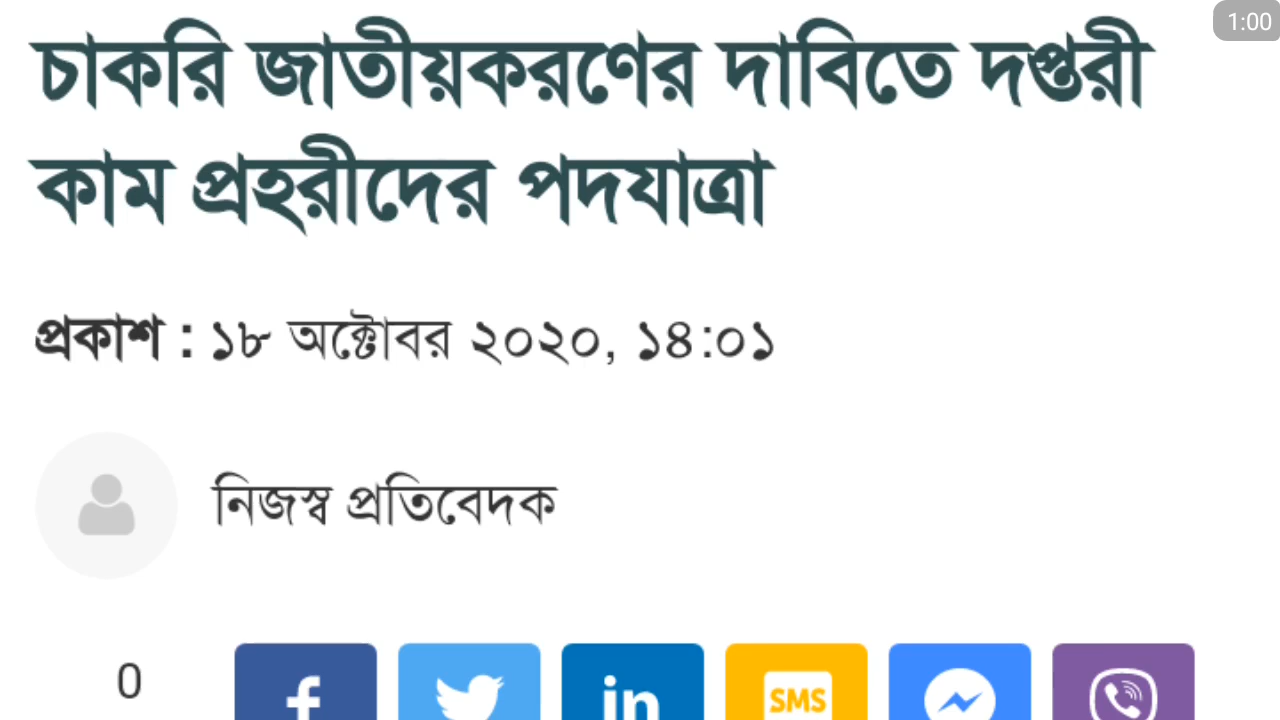 1:00
চাকরি জাতীয়করণের দাবিতে দপ্তরী
কাম প্রহরীদের পদযাত্রা
প্রকাশ : ১৮ অক্টোবর ২০২০, ১৪:০১
নিজস্ব প্রতিবেদক
0
f in SMS